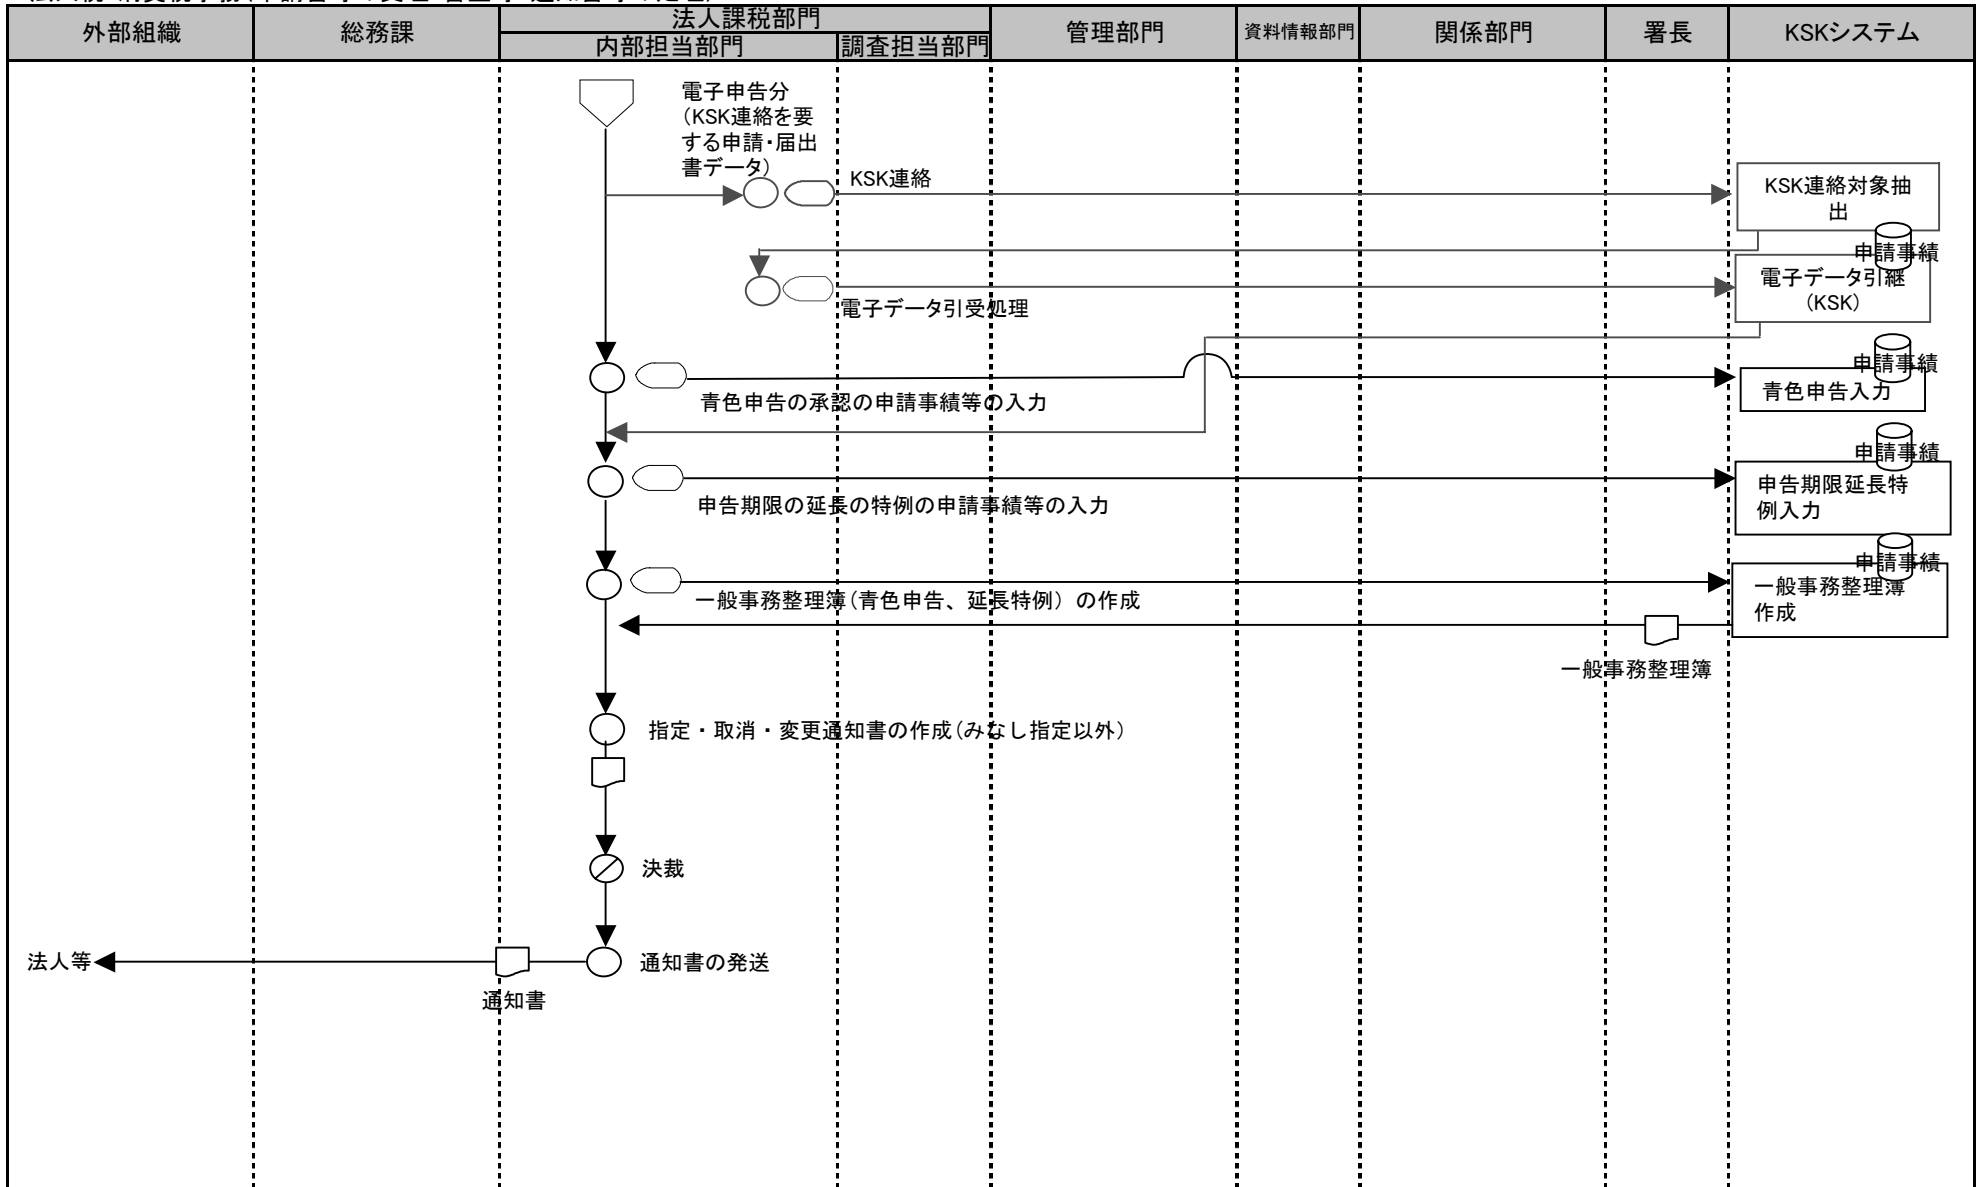 外部組織
総務課
法人課税部門
内部担当部門
調査担当部門
管理部門
資料情報部門
関係部門
署長
KSKシステム
電子申告分
(KSK連絡を要
する申請・届出
書データ)
KSK連絡
KSK連絡対象抽
出
申請事績
電子データ引継
(KSK)
電子データ引受処理
申請事績
青色申告入力
青色申告の承認の申請事績等の入力
申請事績
申告期限延長特
例入力
申告期限の延長の特例の申請事績等の入力
申請事績
一般事務整理簿
作成
一般事務整理簿(青色申告、延長特例)の作成
一般事務整理簿
指定・取消・変更通知書の作成(みなし指定以外)
決裁
法人等
通知書の発送
通知書